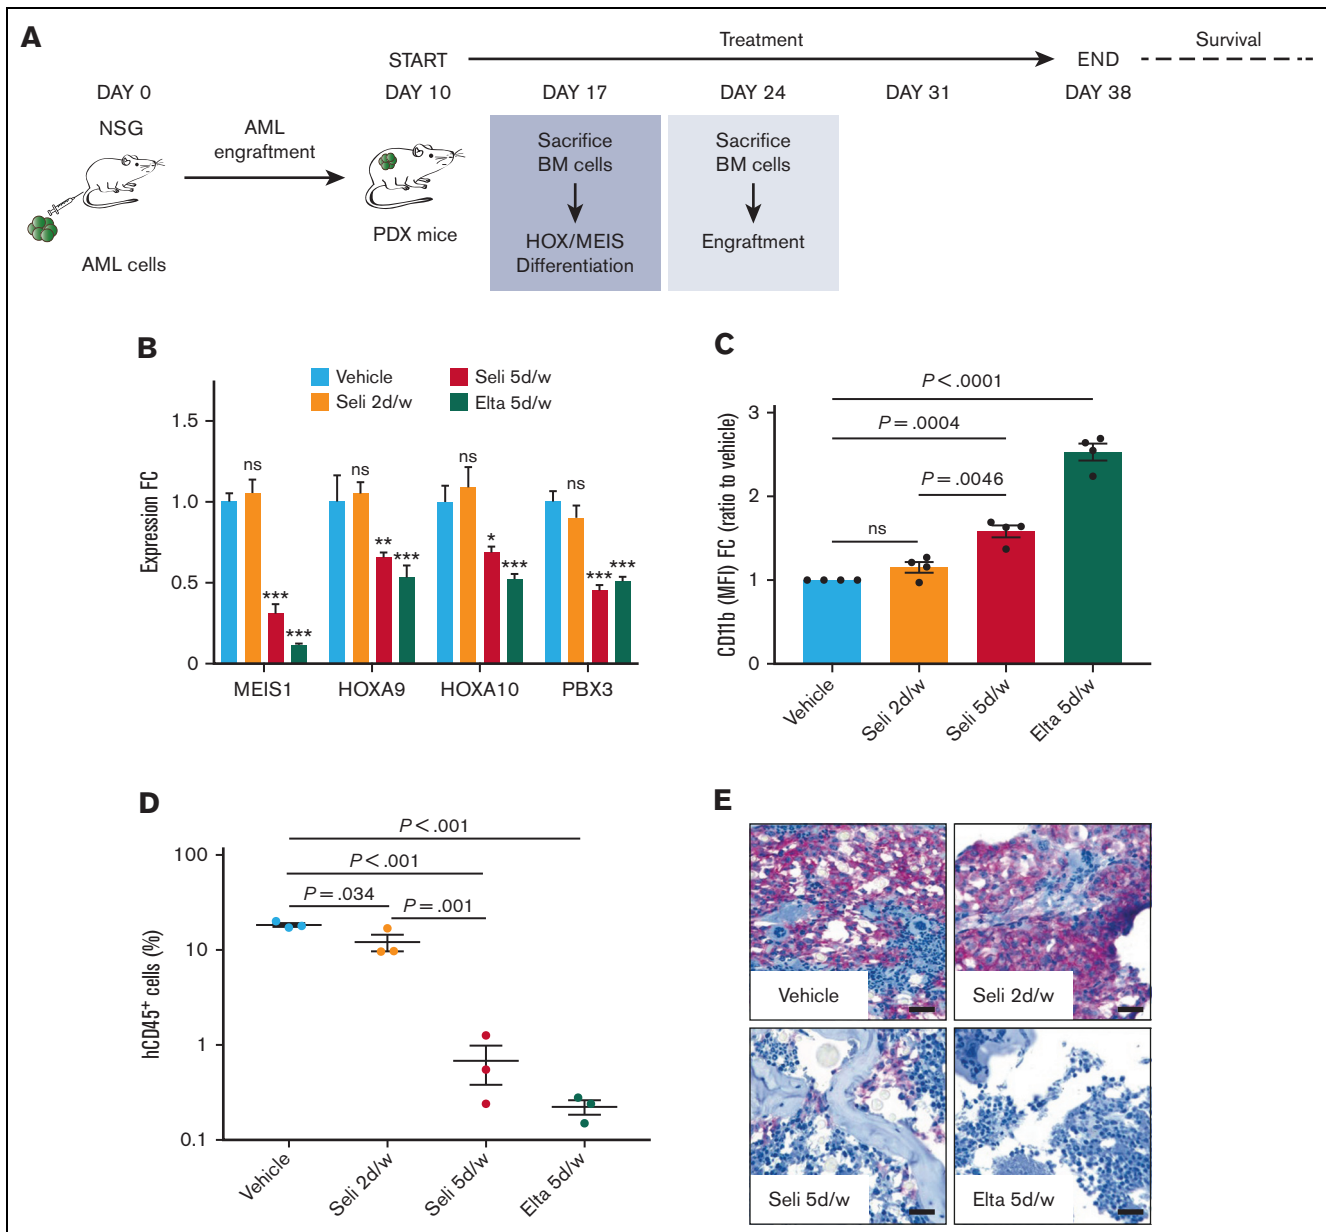 A
START
Treatment
END
Survival
DAY 0
DAY 10
DAY 17
DAY 24
DAY 31
DAY 38
NSG
AML
engraftment
AML cells
PDX mice
Sacrifice
BM cells
HOX/MEIS
Differentiation
Sacrifice
BM cells
Engraftment
B
Vehicle
Seli 2d/w
Seli 5d/w
Elta 5d/w
Expression FC
1.5
1.0
0.5
0
ns
***
***
ns
**
***
ns
*
***
ns
***
***
MEIS1
HOXA9
HOXA10
PBX3
C
P < .0001
P = .0004
P = .0046
ns
CD11b (MFI) FC (ratio to vehicle)
3
2
1
0
Vehicle
Seli 2d/w
Seli 5d/w
Elta 5d/w
D
P < .001
P < .001
P = .034
P = .001
hCD45+ cells (%)
100
10
1
0.1
Vehicle
Seli 2d/w
Seli 5d/w
Elta 5d/w
E
Vehicle
Seli 2d/w
Seli 5d/w
Elta 5d/w